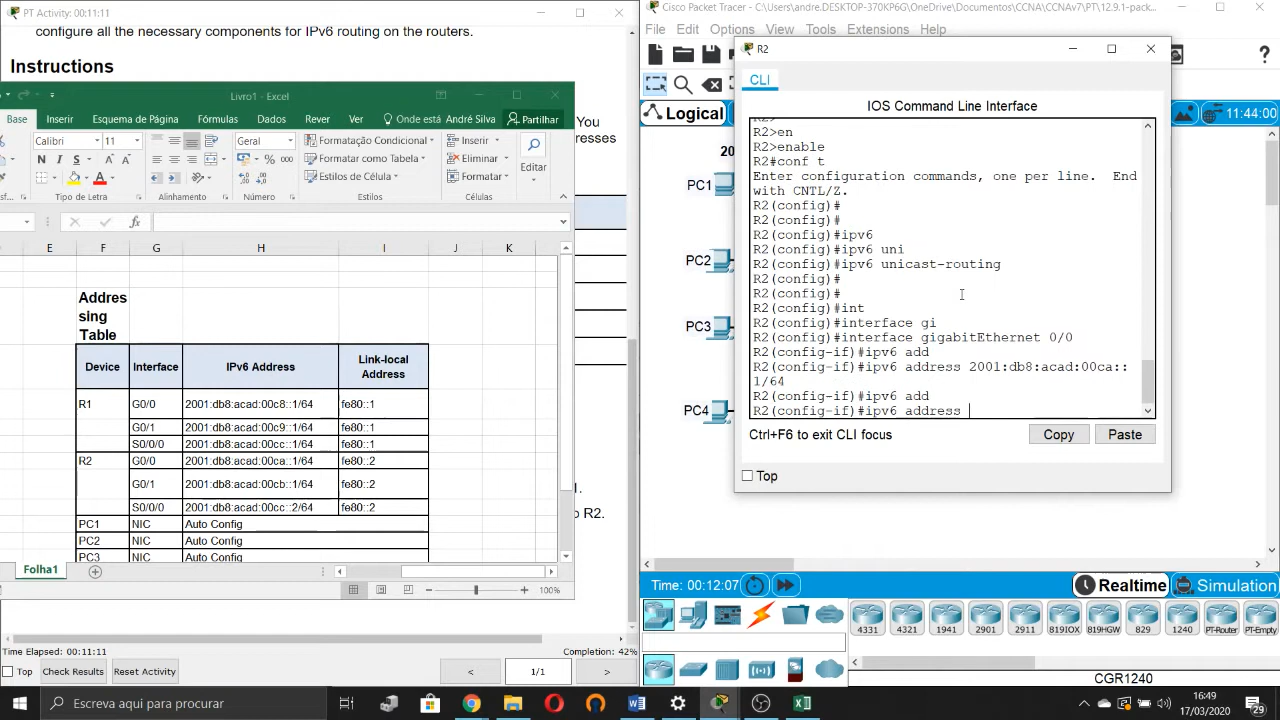 PT Activity: 00:11:11
configure all the necessary components for IPv6 routing on the routers.
Instructions
Livro1 - Excel
Base Inserir Esquema de Página Fórmulas Dados Rever Ver Onde está André Silva Partilhar
You
Calibri 11 Geral Inserir
resses
N K S Formatar como Tabela Eliminar
Estilos de Célula Formatar
Tipo de Letra Alinhamento Número Estilos Células
fx
E F G H I J K
Addres
sing
Table
Device Interface IPv6 Address Link-local
Address
R1 G0/0 2001:db8:acad:00c8::1/64 fe80::1
G0/1 2001:db8:acad:00c9::1/64 fe80::1
S0/0/0 2001:db8:acad:00cc::1/64 fe80::1
R2 G0/0 2001:db8:acad:00ca::1/64 fe80::2
G0/1 2001:db8:acad:00cb::1/64 fe80::2
S0/0/0 2001:db8:acad:00cc::2/64 fe80::2
PC1 NIC Auto Config
PC2 NIC Auto Config
PC3 NIC Auto Config
1.
o R2.
Folha1
100%
Time Elapsed: 00:11:11 Completion: 42%
Top Check Results Reset Activity < 1/1 >
Cisco Packet Tracer - C:\Users\andre.DESKTOP-370KP6G\OneDrive\Documentos\CCNA\CCNAv7\PT\12.9.1-pack...
File Edit Options View Tools Extensions Help
Logical
11:44:00
20
PC1
PC2
PC3
PC4
R2
CLI
IOS Command Line Interface
R2>
R2>en
R2>enable
R2#conf t
Enter configuration commands, one per line. End
with CNTL/Z.
R2(config)#
R2(config)#
R2(config)#ipv6
R2(config)#ipv6 uni
R2(config)#ipv6 unicast-routing
R2(config)#
R2(config)#
R2(config)#int
R2(config)#interface gi
R2(config)#interface gigabitEthernet 0/0
R2(config-if)#ipv6 add
R2(config-if)#ipv6 address 2001:db8:acad:00ca::
1/64
R2(config-if)#ipv6 add
R2(config-if)#ipv6 address
Ctrl+F6 to exit CLI focus Copy Paste
Top
Time: 00:12:07 Realtime Simulation
4331 4321 1941 2901 2911 819IOX 819HGW 829 1240 PT-Router PT-Empty
CGR1240
Escreva aqui para procurar
16:49
17/03/2020
29